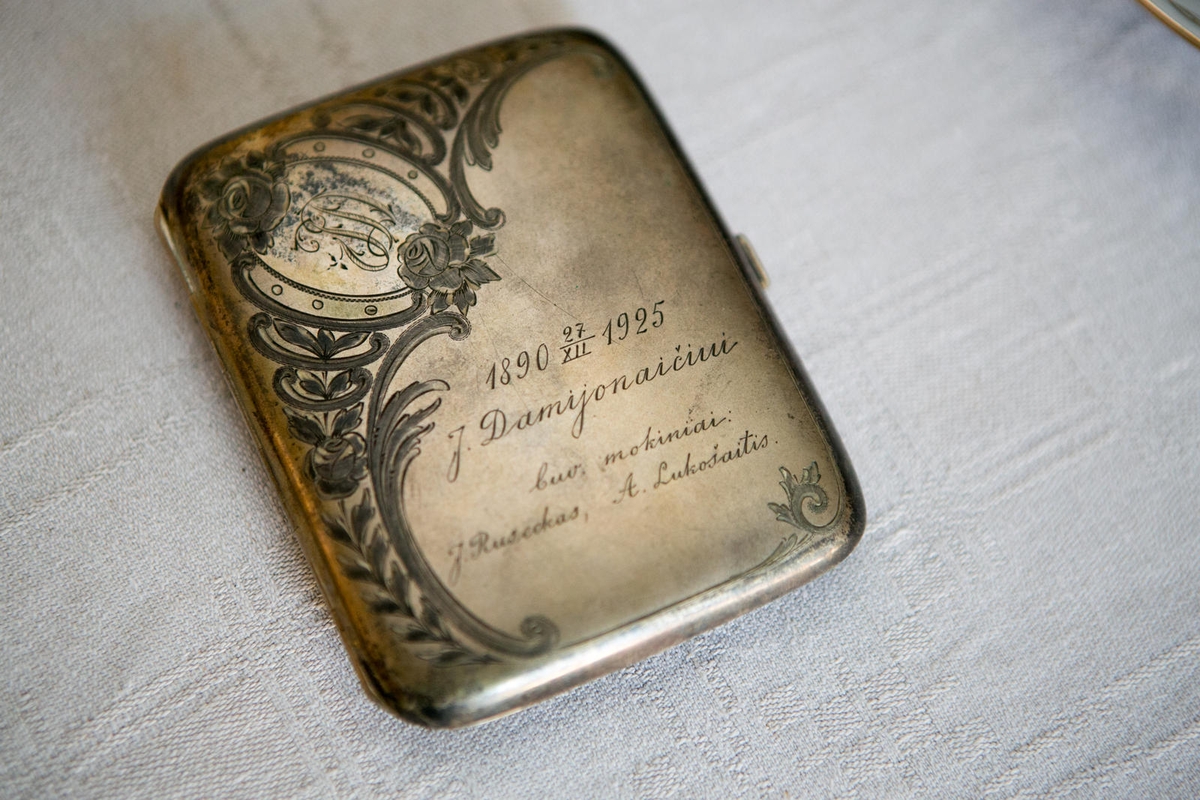 1890 27/XII 1925
J. Damijonaičiui
buv. mokiniai:
J. Ruseckas, A. Lukošaitis.